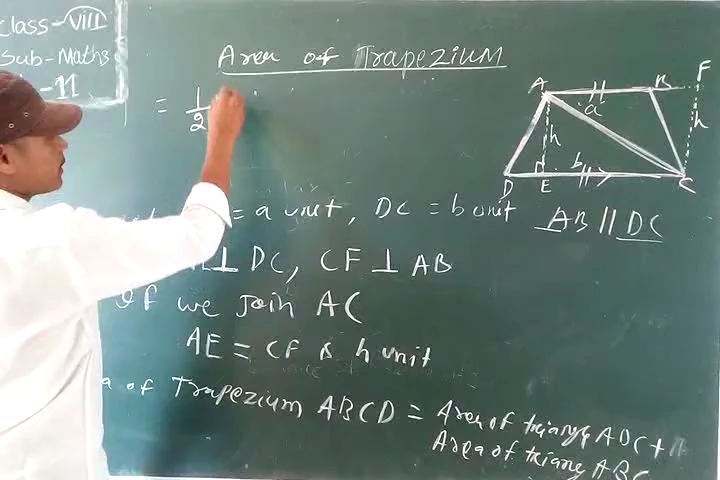 Class - VIII
Sub - Maths
- 11
Area of Trapezium
= 1/2
A B F
a
h h
b
D E C
= a unit, DC = b unit AB || DC
⊥ DC, CF ⊥ AB
If we join AC
AE = CF & h unit
of Trapezium ABCD = Area of triangle ADC +
Area of triang ABC